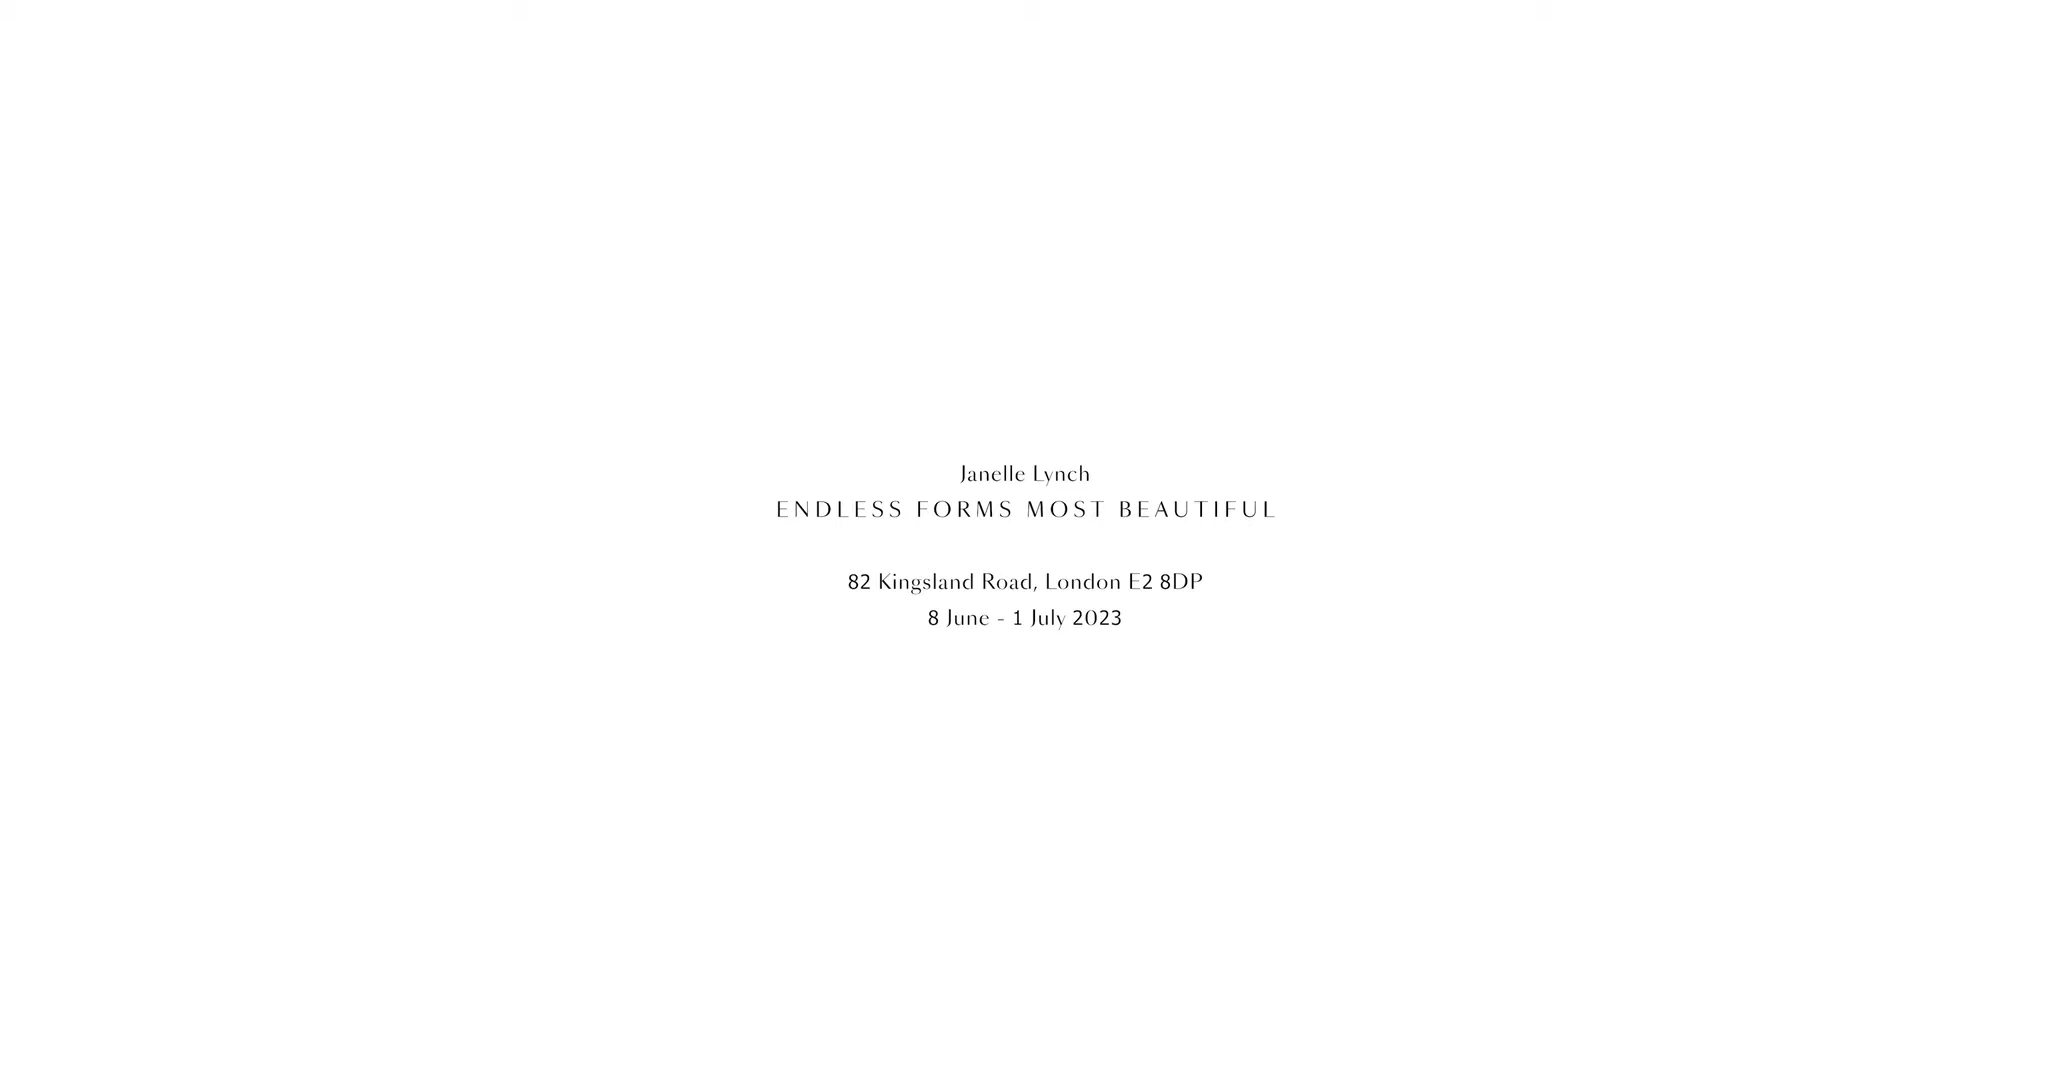 Janelle Lynch
ENDLESS FORMS MOST BEAUTIFUL
82 Kingsland Road, London E2 8DP
8 June - 1 July 2023